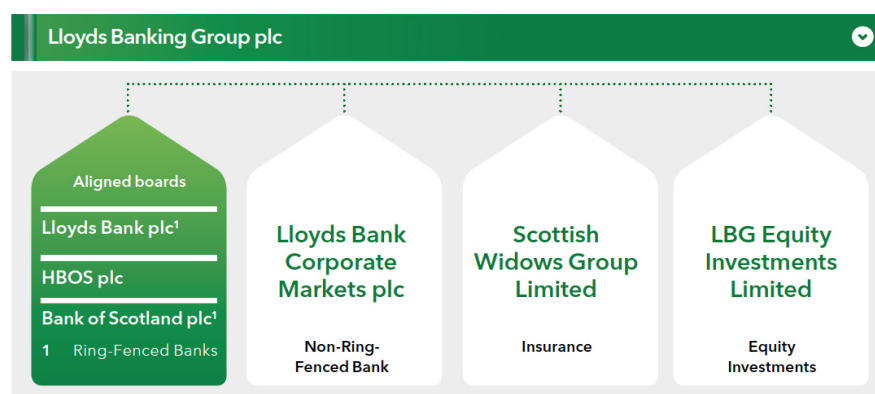 Lloyds Banking Group plc
Aligned boards
Lloyds Bank plc¹
HBOS plc
Bank of Scotland plc¹
1 Ring-Fenced Banks
Lloyds Bank
Corporate
Markets plc
Non-Ring-
Fenced Bank
Scottish
Widows Group
Limited
Insurance
LBG Equity
Investments
Limited
Equity
Investments